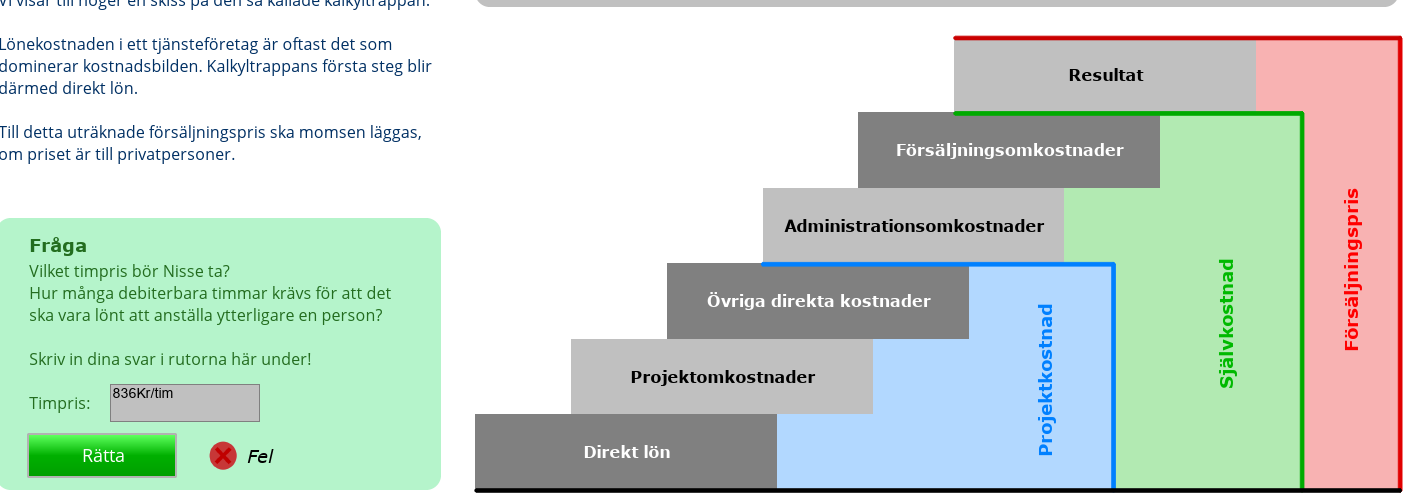 Vi visar till höger en skiss på den så kallade kalkyltrappan.
Lönekostnaden i ett tjänsteföretag är oftast det som
dominerar kostnadsbilden. Kalkyltrappans första steg blir
därmed direkt lön.
Till detta uträknade försäljningspris ska momsen läggas,
om priset är till privatpersoner.
Fråga
Vilket timpris bör Nisse ta?
Hur många debiterbara timmar krävs för att det
ska vara lönt att anställa ytterligare en person?
Skriv in dina svar i rutorna här under!
Timpris:
836Kr/tim
Rätta
Fel
Resultat
Försäljningsomkostnader
Administrationsomkostnader
Övriga direkta kostnader
Projektomkostnader
Direkt lön
Projektkostnad
Självkostnad
Försäljningspris